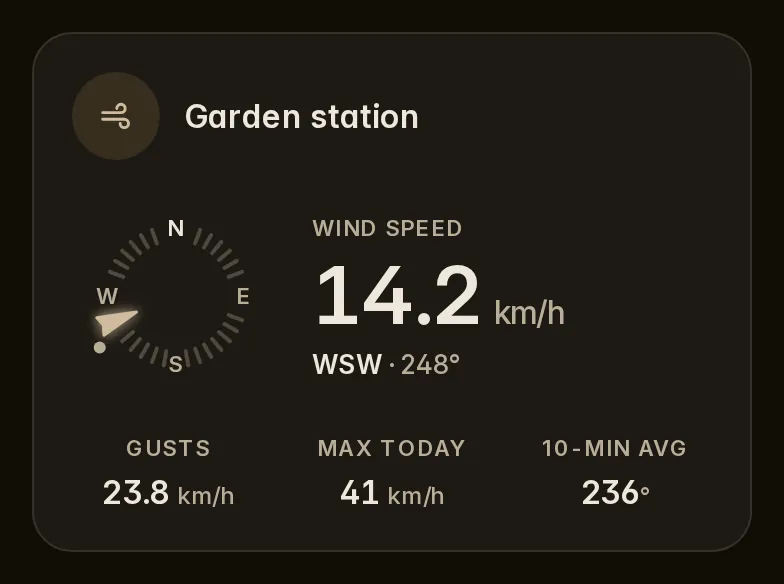 Garden station
N
W
E
S
WIND SPEED
14.2 km/h
WSW · 248°
GUSTS
23.8 km/h
MAX TODAY
41 km/h
10-MIN AVG
236°